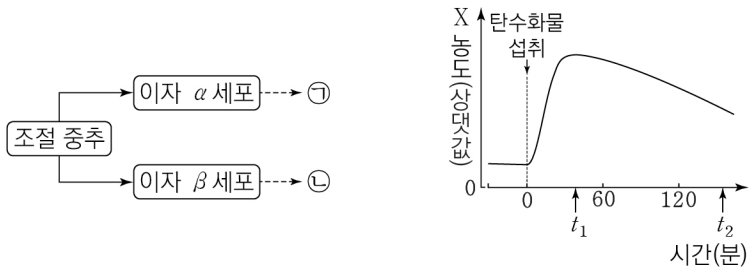 조절 중추
이자 α 세포
㉠
이자 β 세포
㉡
X 농도(상댓값)
탄수화물
섭취
0
0 60 120
t₁ t₂
시간(분)